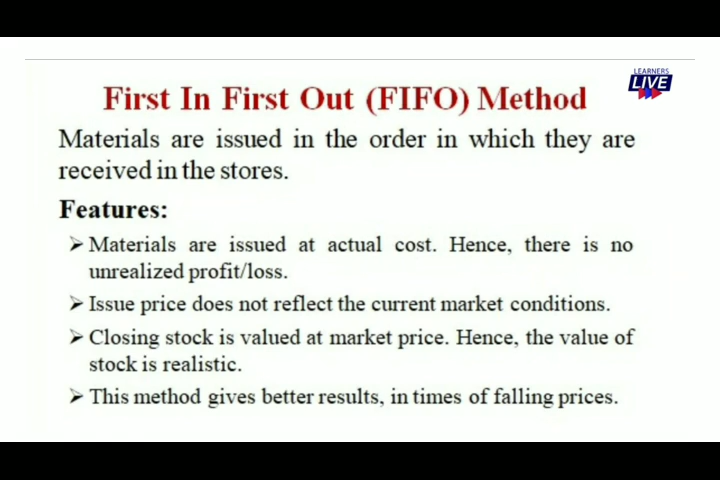 LEARNERS
LIVE
First In First Out (FIFO) Method
Materials are issued in the order in which they are
received in the stores.
Features:
➢ Materials are issued at actual cost. Hence, there is no
unrealized profit/loss.
➢ Issue price does not reflect the current market conditions.
➢ Closing stock is valued at market price. Hence, the value of
stock is realistic.
➢ This method gives better results, in times of falling prices.